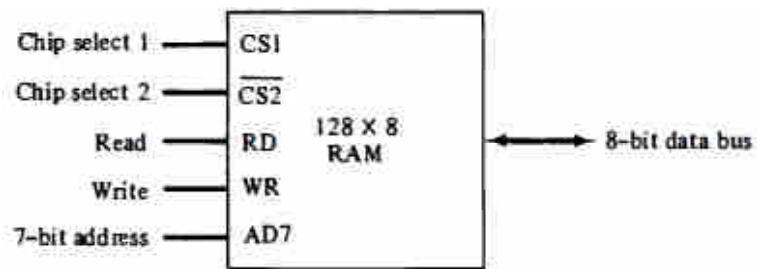 Chip select 1
CS1
Chip select 2
CS2
Read
RD
128 × 8
RAM
8-bit data bus
Write
WR
7-bit address
AD7